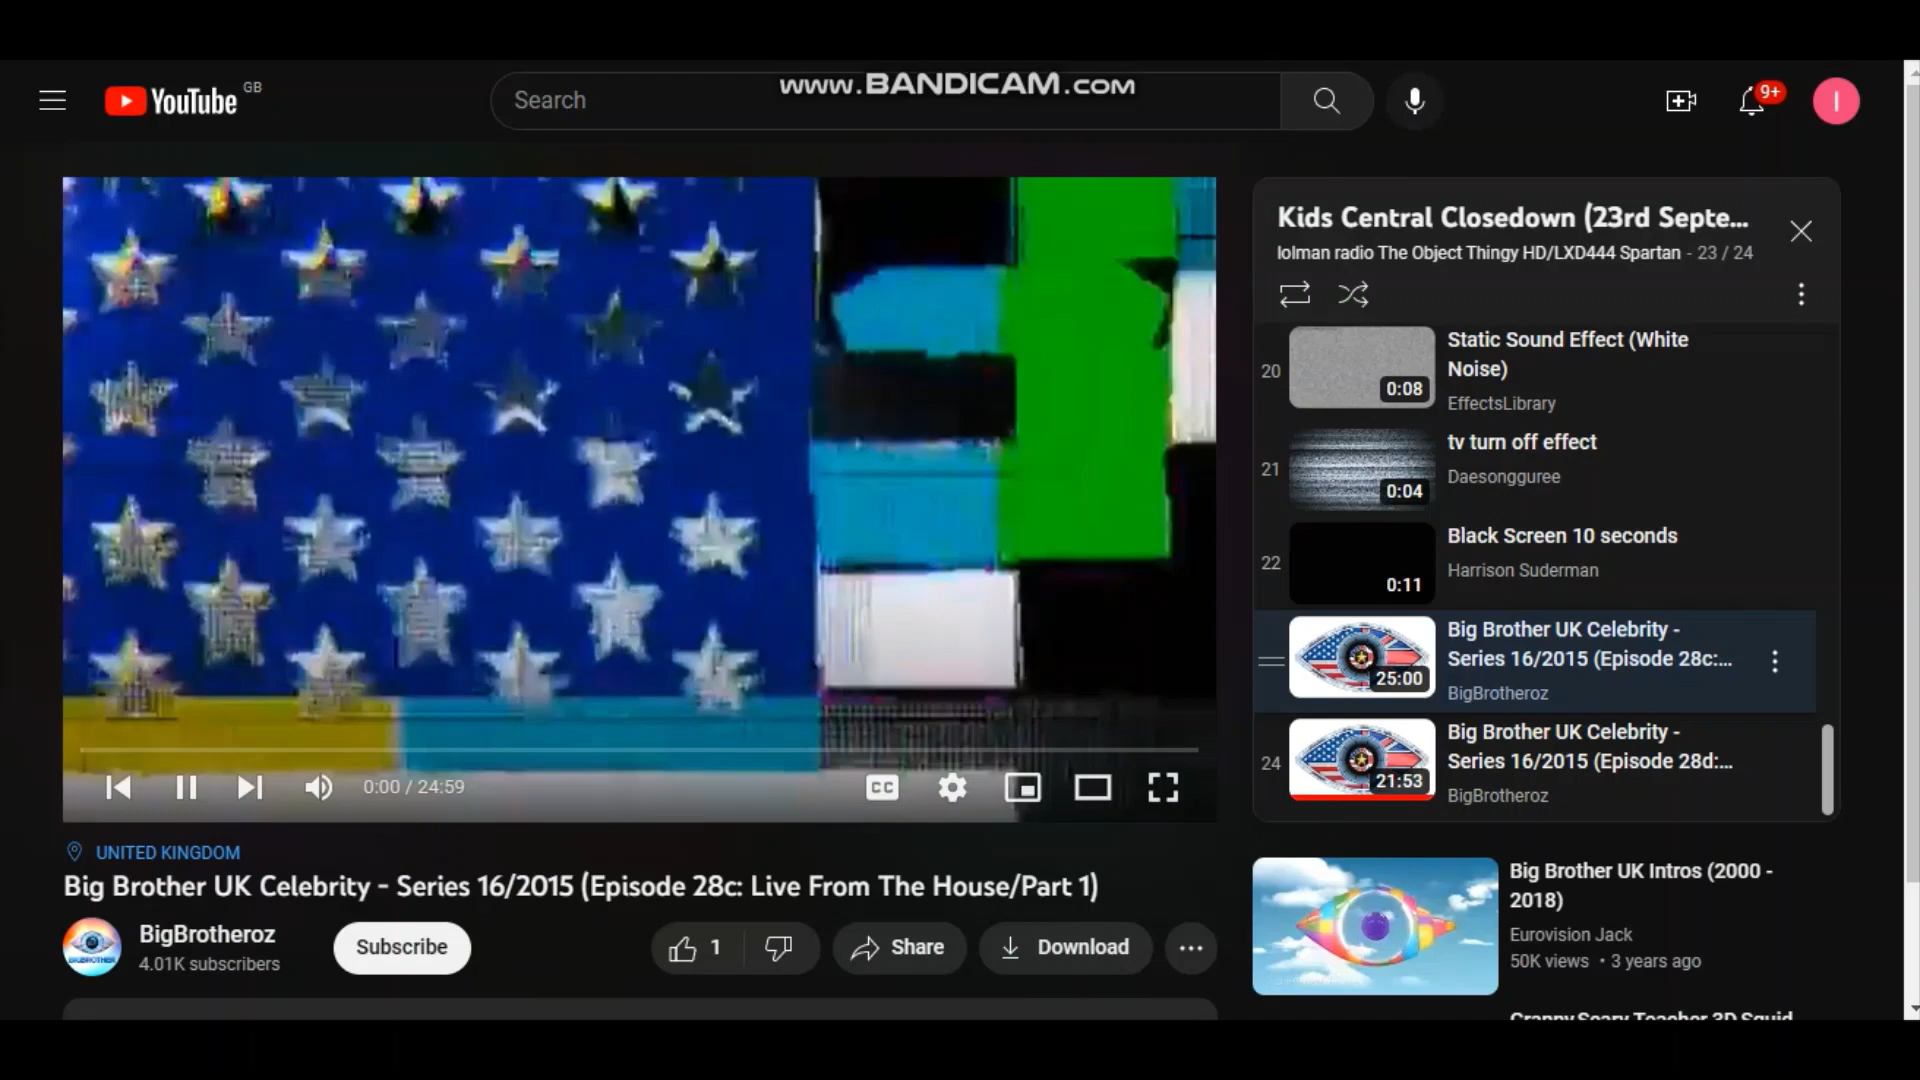 YouTube GB
Search
www.BANDICAM.com
9+
I
Kids Central Closedown (23rd Septe...
lolman radio The Object Thingy HD/LXD444 Spartan - 23 / 24
20
0:08
Static Sound Effect (White
Noise)
EffectsLibrary
21
0:04
tv turn off effect
Daesongguree
22
0:11
Black Screen 10 seconds
Harrison Suderman
25:00
Big Brother UK Celebrity -
Series 16/2015 (Episode 28c:...
BigBrotheroz
24
21:53
Big Brother UK Celebrity -
Series 16/2015 (Episode 28d:...
BigBrotheroz
0:00 / 24:59
CC
UNITED KINGDOM
Big Brother UK Celebrity - Series 16/2015 (Episode 28c: Live From The House/Part 1)
BigBrotheroz
4.01K subscribers
Subscribe
1
Share
Download
Big Brother UK Intros (2000 -
2018)
Eurovision Jack
50K views • 3 years ago
Granny Scary Teacher 3D Squid